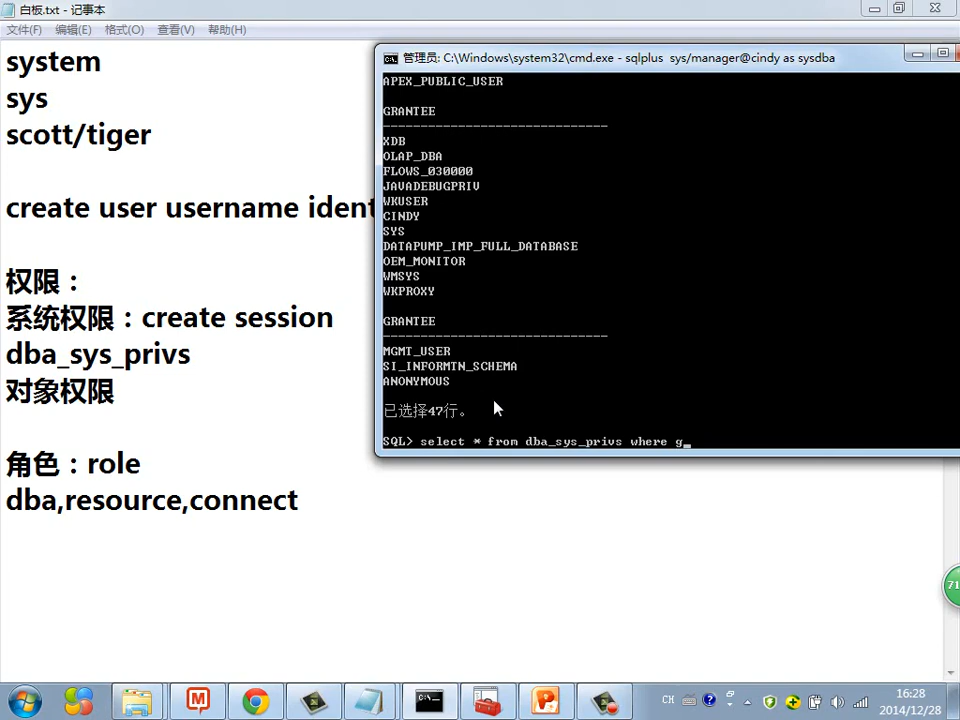 白板.txt - 记事本
文件(F) 编辑(E) 格式(O) 查看(V) 帮助(H)
system
sys
scott/tiger
create user username ident
权限：
系统权限：create session
dba_sys_privs
对象权限
角色：role
dba,resource,connect
管理员: C:\Windows\system32\cmd.exe - sqlplus sys/manager@cindy as sysdba
APEX_PUBLIC_USER
GRANTEE
------------------------------
XDB
OLAP_DBA
FLOWS_030000
JAVADEBUGPRIV
WKUSER
CINDY
SYS
DATAPUMP_IMP_FULL_DATABASE
OEM_MONITOR
WMSYS
WKPROXY
GRANTEE
------------------------------
MGMT_USER
SI_INFORMTN_SCHEMA
ANONYMOUS
已选择47行。
SQL> select * from dba_sys_privs where g_
71
CH
16:28
2014/12/28